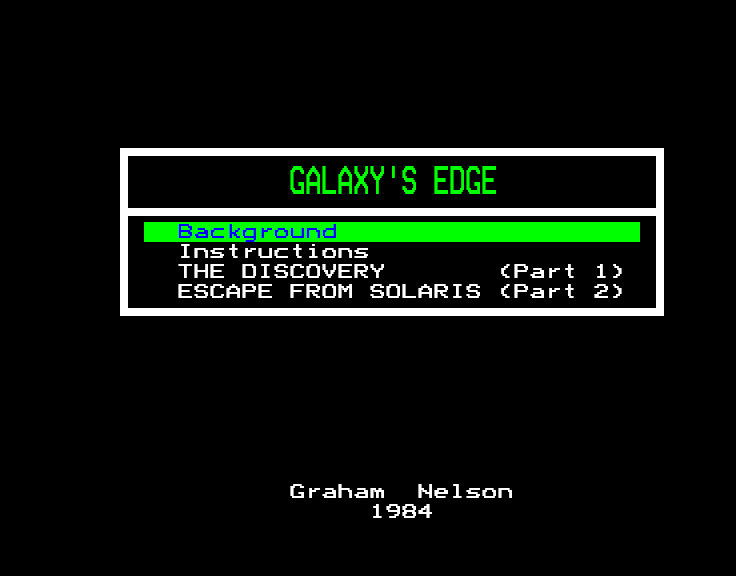 GALAXY'S EDGE
Background
Instructions
THE DISCOVERY (Part 1)
ESCAPE FROM SOLARIS (Part 2)
Graham Nelson
1984